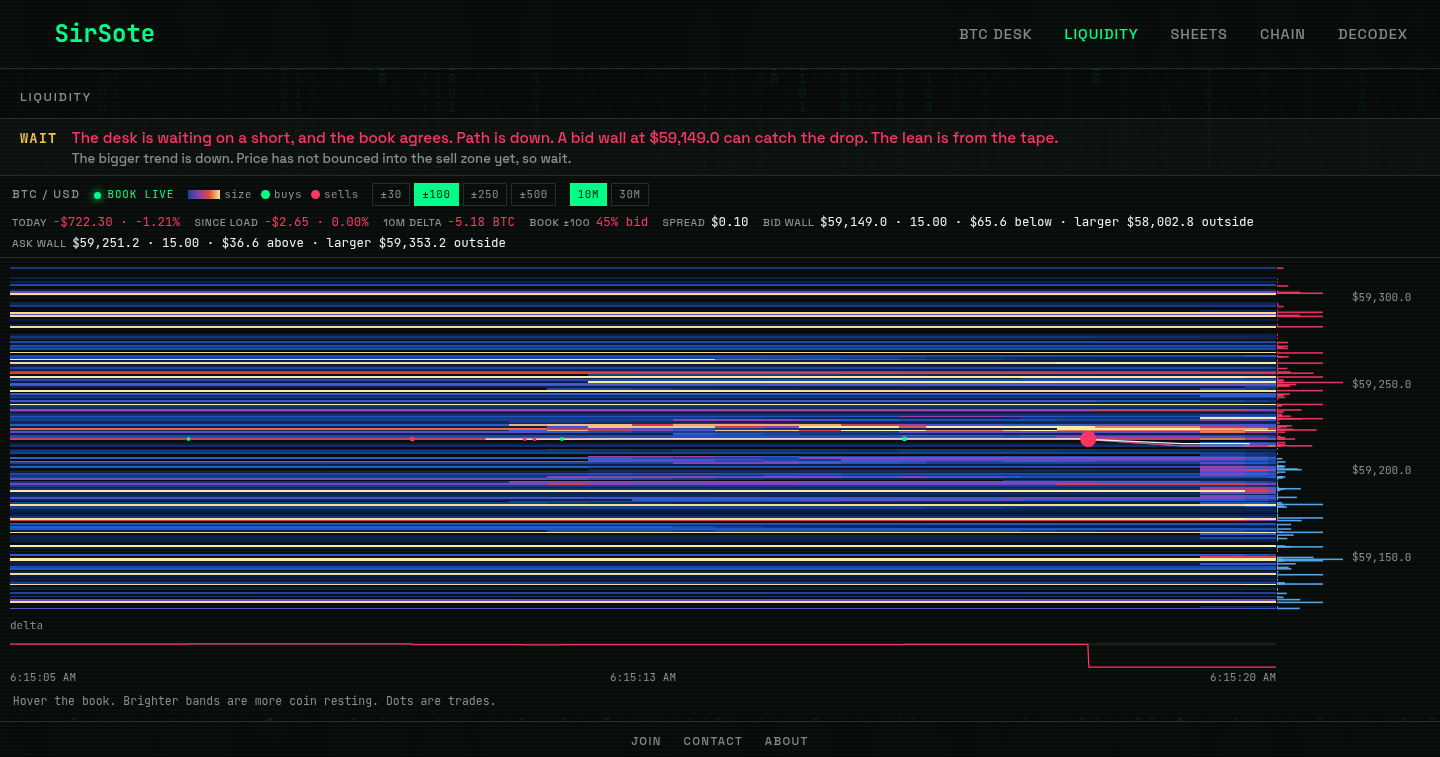 SirSote
BTC DESK LIQUIDITY SHEETS CHAIN DECODEX
LIQUIDITY
WAIT The desk is waiting on a short, and the book agrees. Path is down. A bid wall at $59,149.0 can catch the drop. The lean is from the tape.
The bigger trend is down. Price has not bounced into the sell zone yet, so wait.
BTC / USD BOOK LIVE size buys sells ±30 ±100 ±250 ±500 10M 30M
TODAY -$722.30 · -1.21% SINCE LOAD -$2.65 · 0.00% 10M DELTA -5.18 BTC BOOK ±100 45% bid SPREAD $0.10 BID WALL $59,149.0 · 15.00 · $65.6 below · larger $58,002.8 outside
ASK WALL $59,251.2 · 15.00 · $36.6 above · larger $59,353.2 outside
$59,300.0
$59,250.0
$59,200.0
$59,150.0
delta
6:15:05 AM 6:15:13 AM 6:15:20 AM
Hover the book. Brighter bands are more coin resting. Dots are trades.
JOIN CONTACT ABOUT